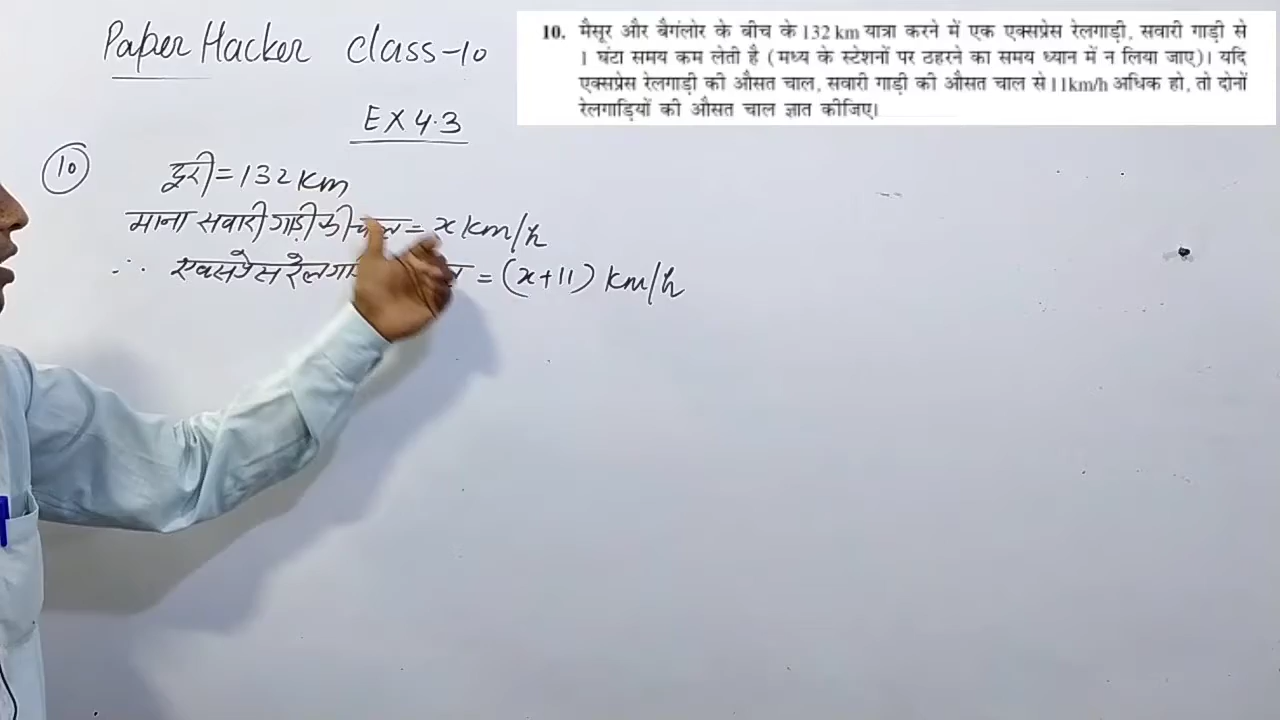 Paper Hacker Class-10
10. मैसूर और बैगंलोर के बीच के 132 km यात्रा करने में एक एक्सप्रेस रेलगाड़ी, सवारी गाड़ी से
1 घंटा समय कम लेती है (मध्य के स्टेशनों पर ठहरने का समय ध्यान में न लिया जाए)। यदि
एक्सप्रेस रेलगाड़ी की औसत चाल, सवारी गाड़ी की औसत चाल से 11km/h अधिक हो, तो दोनों
रेलगाड़ियों की औसत चाल ज्ञात कीजिए।
EX 4.3
10 दूरी = 132 km
माना सवारी गाड़ी की = x km/h
∴ एक्सप्रेस = (x+11) km/h